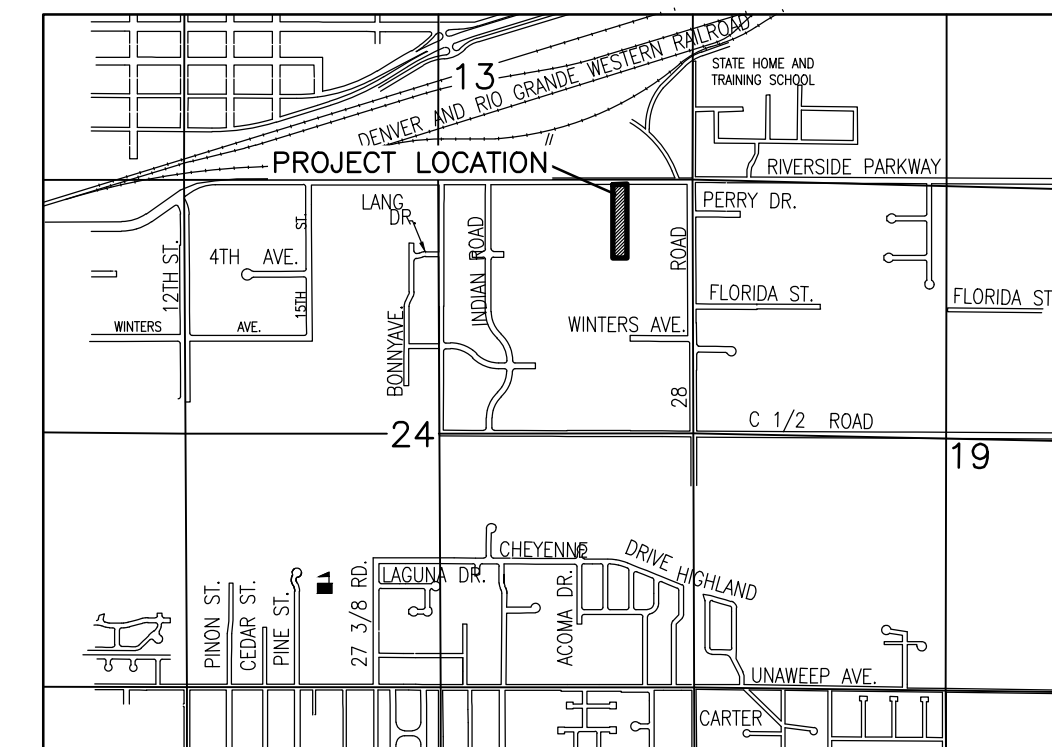 13
DENVER AND RIO GRANDE WESTERN RAILROAD
STATE HOME AND
TRAINING SCHOOL
PROJECT LOCATION
RIVERSIDE PARKWAY
LANG
DR.
PERRY DR.
12TH ST.
4TH AVE.
15TH ST.
INDIAN ROAD
28 ROAD
FLORIDA ST.
FLORIDA ST
WINTERS AVE.
BONNYAVE.
WINTERS AVE.
C 1/2 ROAD
24
19
CHEYENNE DRIVE
HIGHLAND
LAGUNA DR.
PINON ST.
CEDAR ST.
PINE ST.
27 3/8 RD.
ACOMA DR.
UNAWEEP AVE.
CARTER